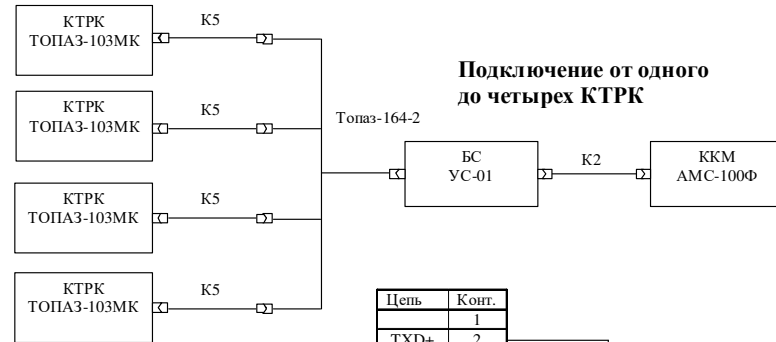 КТРК
ТОПАЗ-103МК
К5
Подключение от одного
до четырех КТРК
КТРК
ТОПАЗ-103МК
К5
Топаз-164-2
БС
УС-01
К2
ККМ
АМС-100Ф
КТРК
ТОПАЗ-103МК
К5
КТРК
ТОПАЗ-103МК
К5
Цепь Конт.
1
TXD+ 2